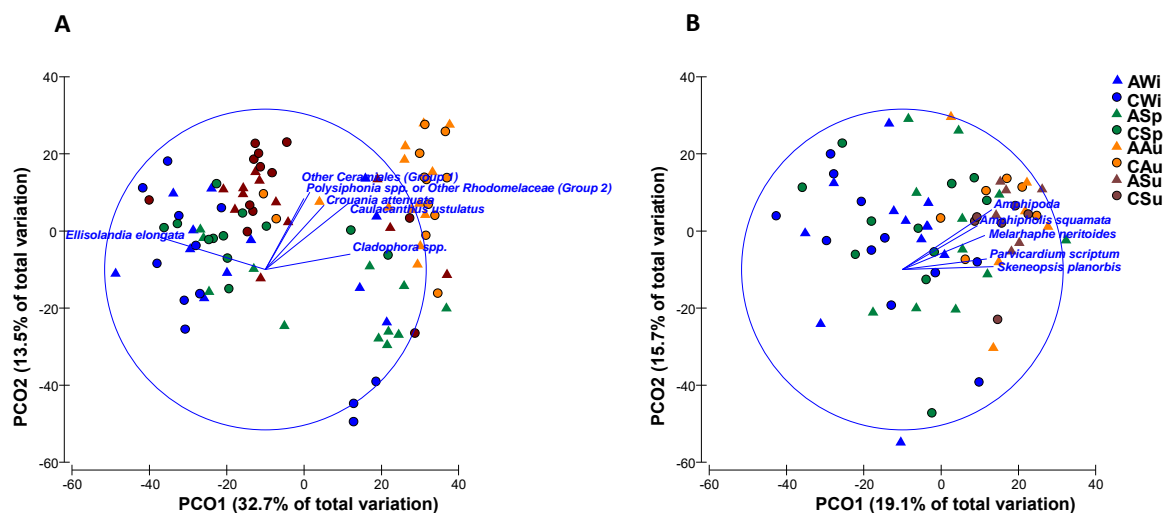 A
B
40
20
0
-20
-40
-60
PCO2 (13.5% of total variation)
Other Ceramiales (Group 1)
Polysiphonia spp. or Other Rhodomelaceae (Group 2)
Crouania attenuata
Caulacanthus ustulatus
Ellisolandia elongata
Cladophora spp.
-60 -40 -20 0 20 40
PCO1 (32.7% of total variation)
40
20
0
-20
-40
-60
PCO2 (15.7% of total variation)
Amphipoda
Amphipholis squamata
Melarhaphe neritoides
Parvicardium scriptum
Skeneopsis planorbis
-60 -40 -20 0 20 40
PCO1 (19.1% of total variation)
AWi
CWi
ASp
CSp
AAu
CAu
ASu
CSu